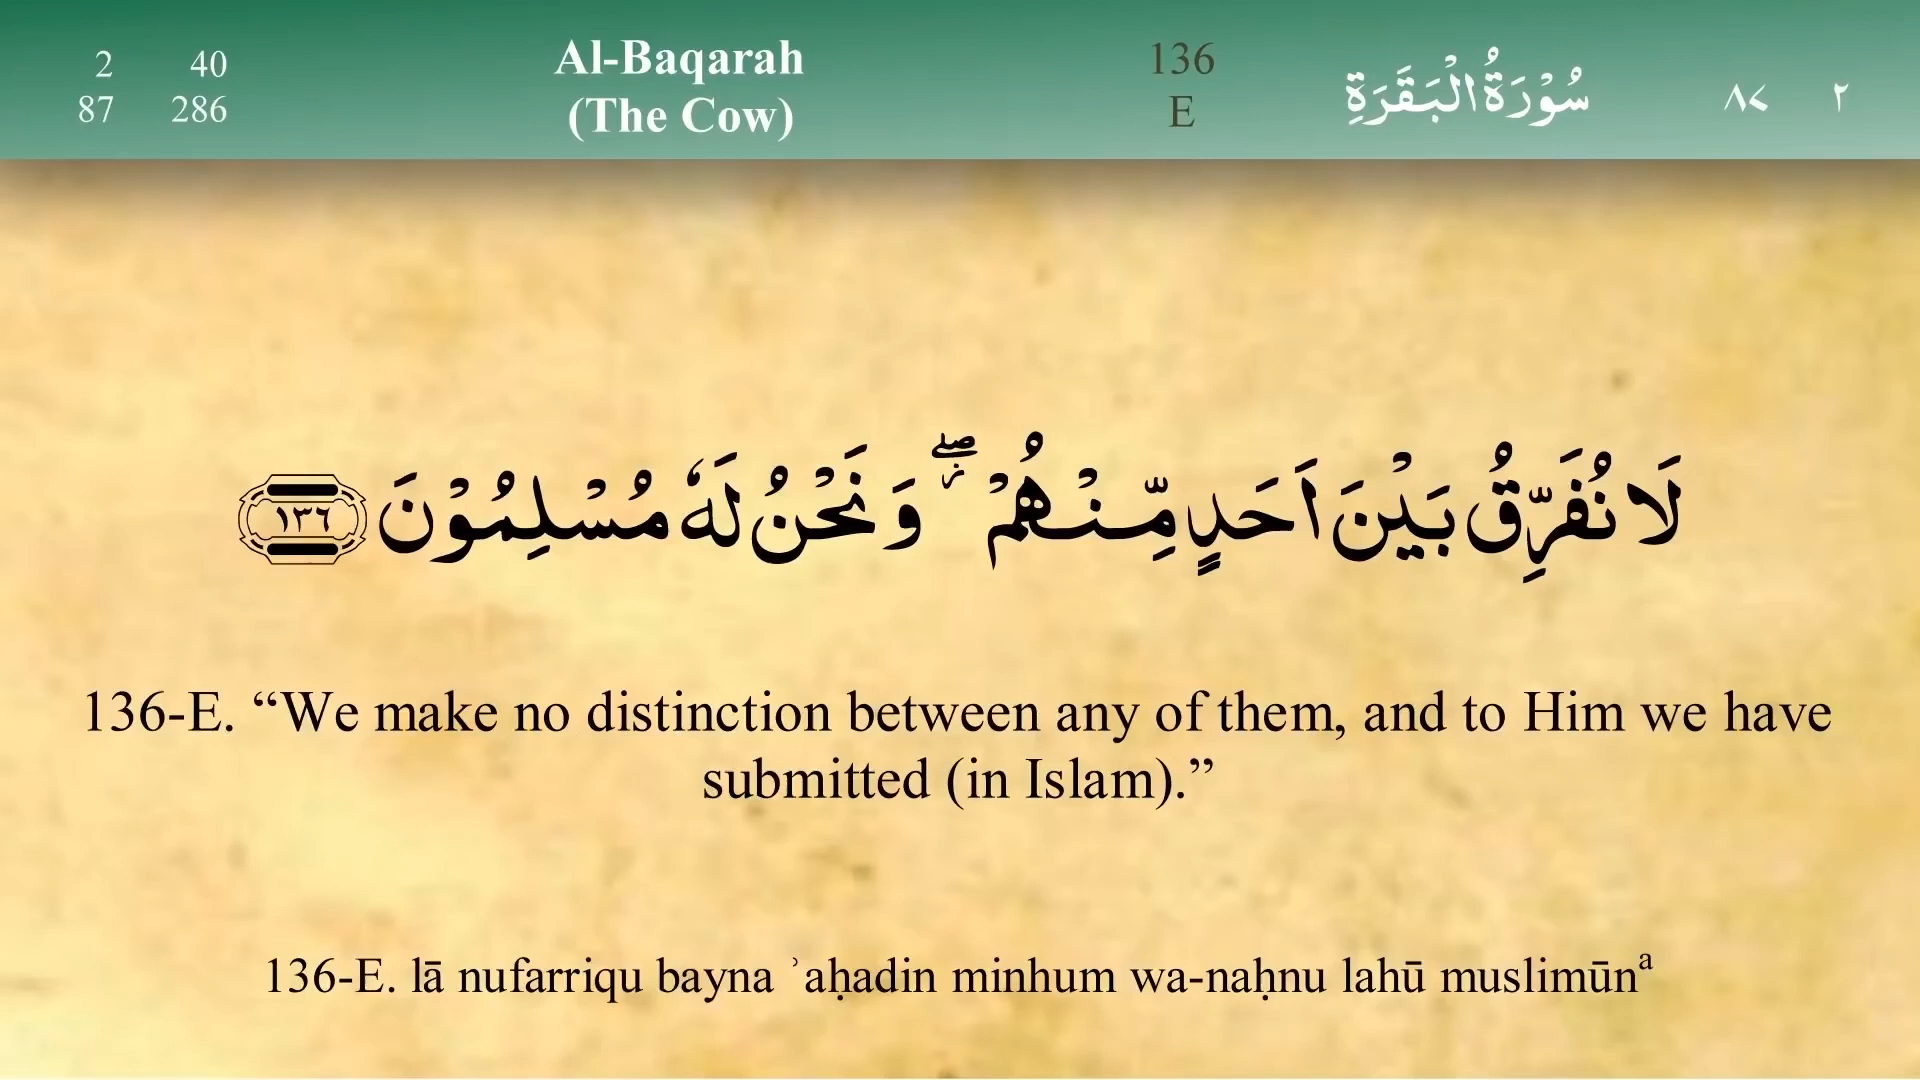 2 40 Al-Baqarah 136 سُوْرَةُ الْبَقَرَةِ ٨٧ ٢
87 286 (The Cow) E
لَا نُفَرِّقُ بَيْنَ اَحَدٍ مِّنْهُمْ ۖۗ وَنَحْنُ لَهٗ مُسْلِمُوْنَ ١٣٦
136-E. “We make no distinction between any of them, and to Him we have
submitted (in Islam).”
136-E. lā nufarriqu bayna ʾaḥadin minhum wa-naḥnu lahū muslimūnᵃ